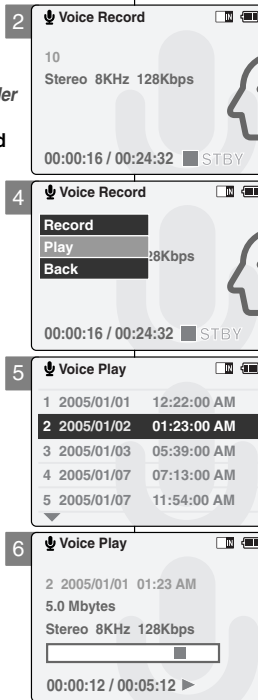 2
Voice Record
IN
10
Stereo 8KHz 128Kbps
der
d
00:00:16 / 00:24:32 STBY
4
Voice Record
IN
Record
Play
28Kbps
Back
00:00:16 / 00:24:32 STBY
5
Voice Play
IN
1 2005/01/01 12:22:00 AM
2 2005/01/02 01:23:00 AM
3 2005/01/03 05:39:00 AM
4 2005/01/07 07:13:00 AM
5 2005/01/07 11:54:00 AM
6
Voice Play
IN
2 2005/01/01 01:23 AM
5.0 Mbytes
Stereo 8KHz 128Kbps
00:00:12 / 00:05:12